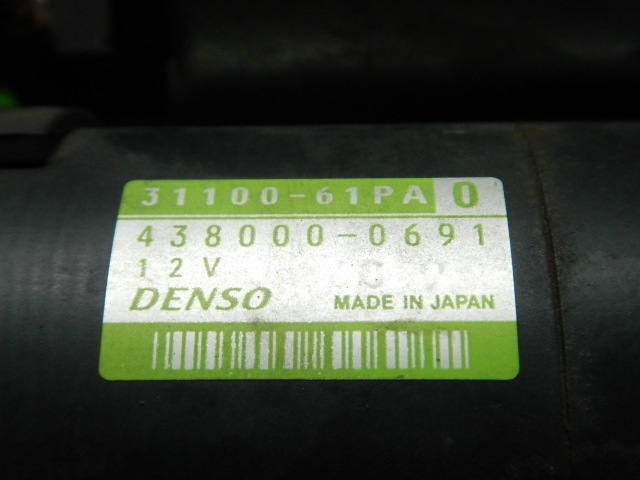 31100-61PA 0
438000-0691
12V
DENSO MADE IN JAPAN